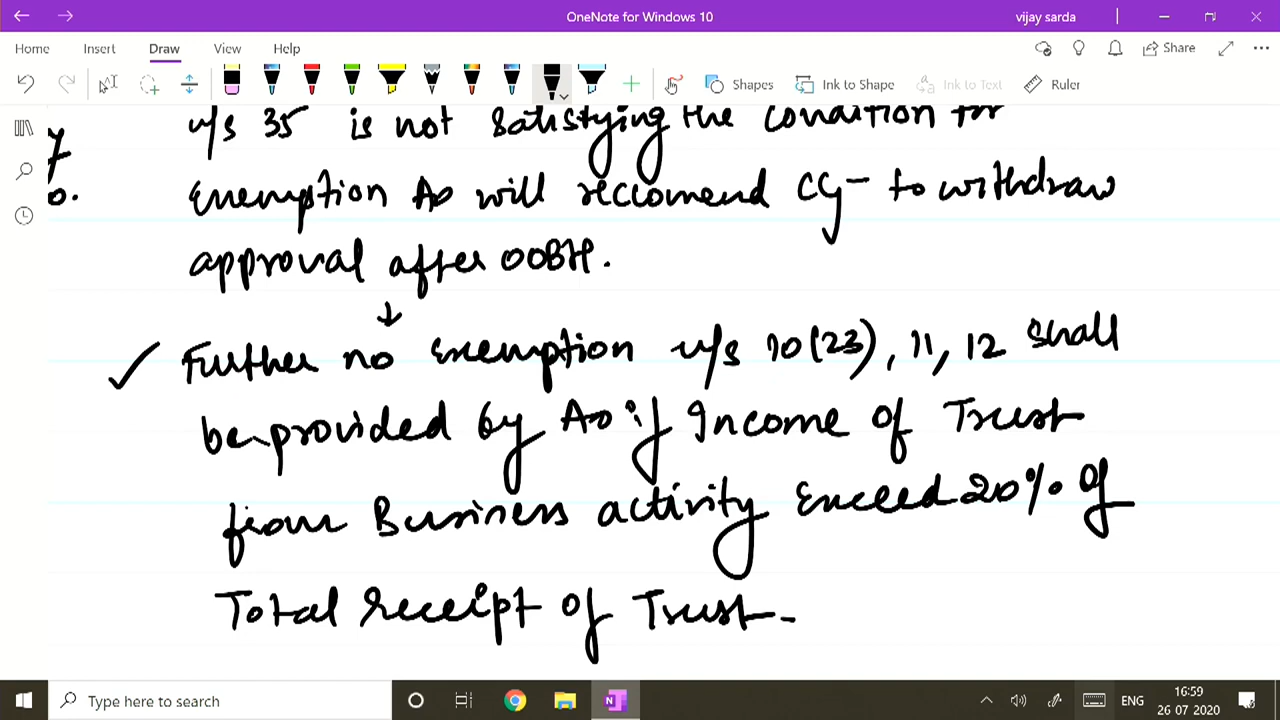 OneNote for Windows 10
vijay sarda
Home Insert Draw View Help
Share
Shapes
Ink to Shape
Ink to Text
Ruler
u/s 35 is not Satisfying the Condition for
y
Exemption Ao will reccomend CG to withdraw
o.
approval after OOBH.
Further no Exemption u/s 10(23), 11, 12 shall
be provided by Ao if Income of Trust
from Business activity Exceed 20% of
Total receipt of Trust.
Type here to search
ENG
16:59
26-07-2020